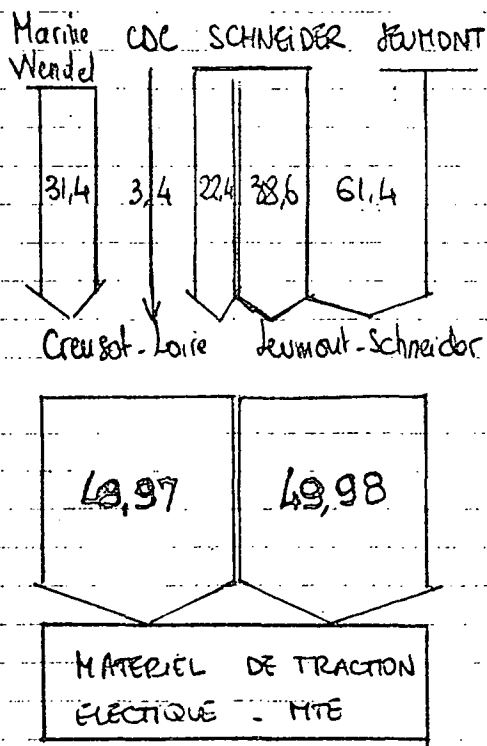 Marine
Wendel
CDC
SCHNEIDER
JEUMONT
31,4
3,4
22,4
38,6
61,4
Creusot-Loire
Jeumont-Schneider
49,97
49,98
MATERIEL DE TRACTION
ELECTIQUE - MTE